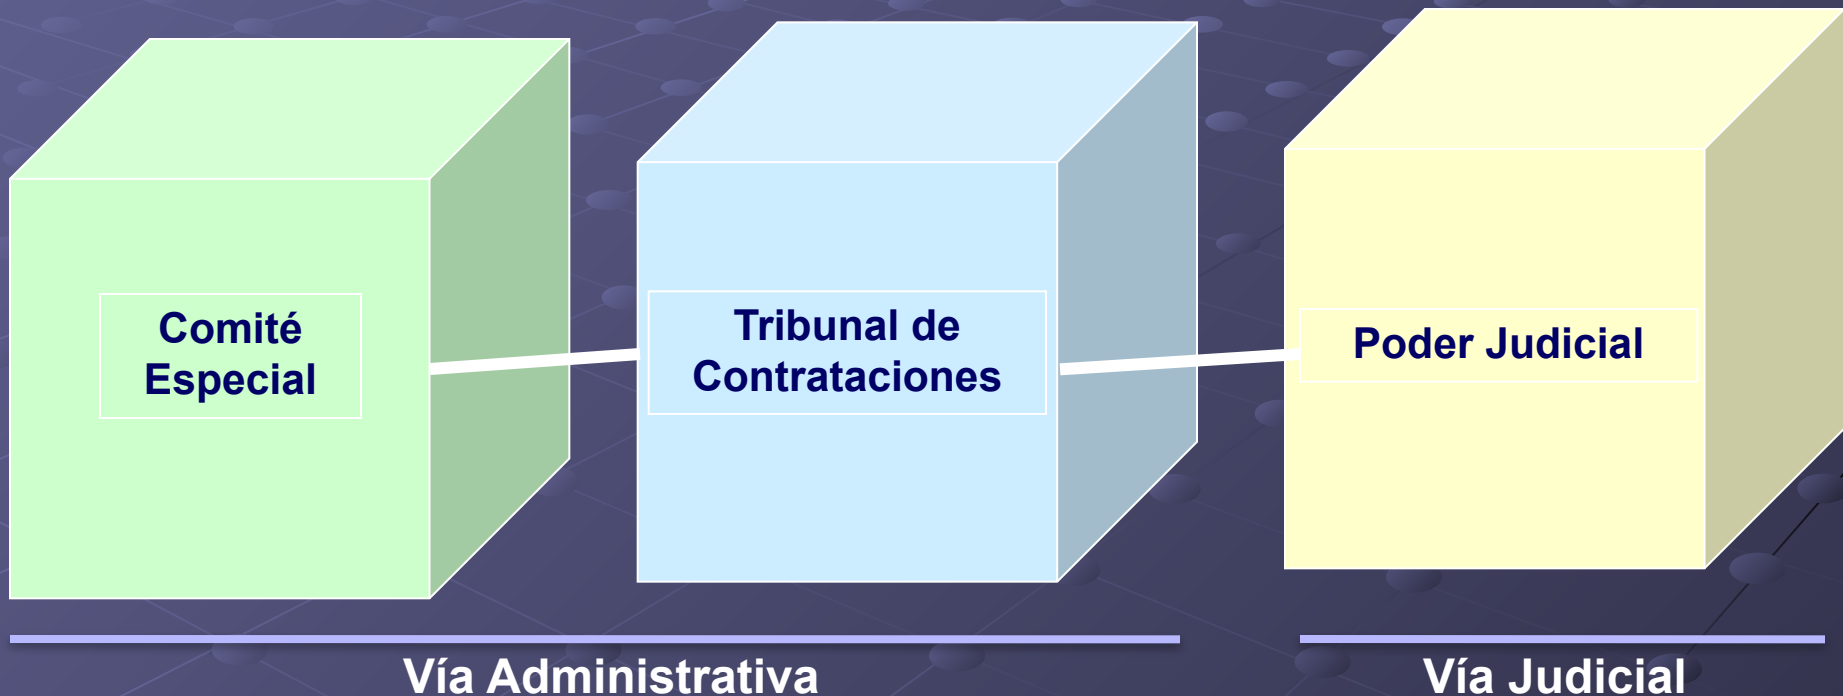 Comité
Especial
Tribunal de
Contrataciones
Poder Judicial
Vía Administrativa
Vía Judicial